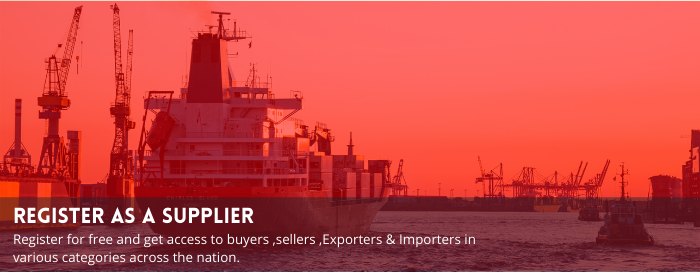 REGISTER AS A SUPPLIER
Register for free and get access to buyers ,sellers ,Exporters & Importers in
various categories across the nation.